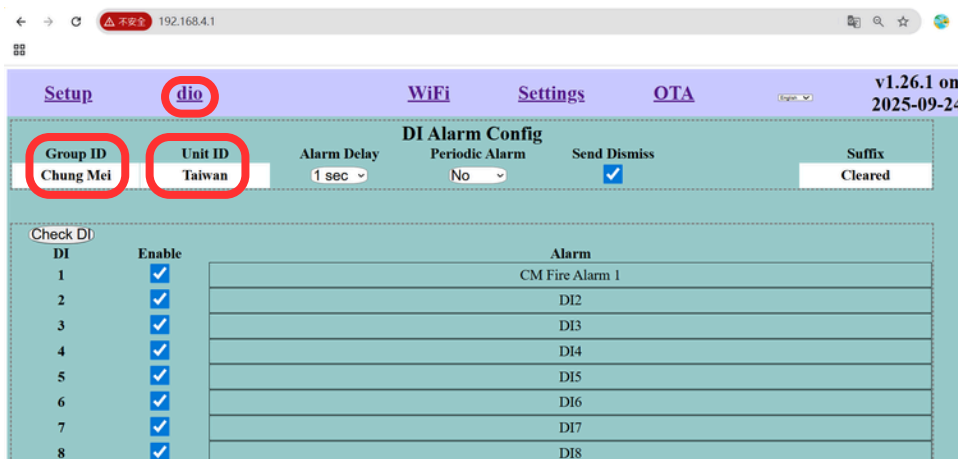 不安全 192.168.4.1
Setup dio WiFi Settings OTA English v1.26.1 on
2025-09-24
DI Alarm Config
Group ID Unit ID Alarm Delay Periodic Alarm Send Dismiss Suffix
Chung Mei Taiwan 1 sec No Cleared
Check DI
DI Enable Alarm
1 CM Fire Alarm 1
2 DI2
3 DI3
4 DI4
5 DI5
6 DI6
7 DI7
8 DI8